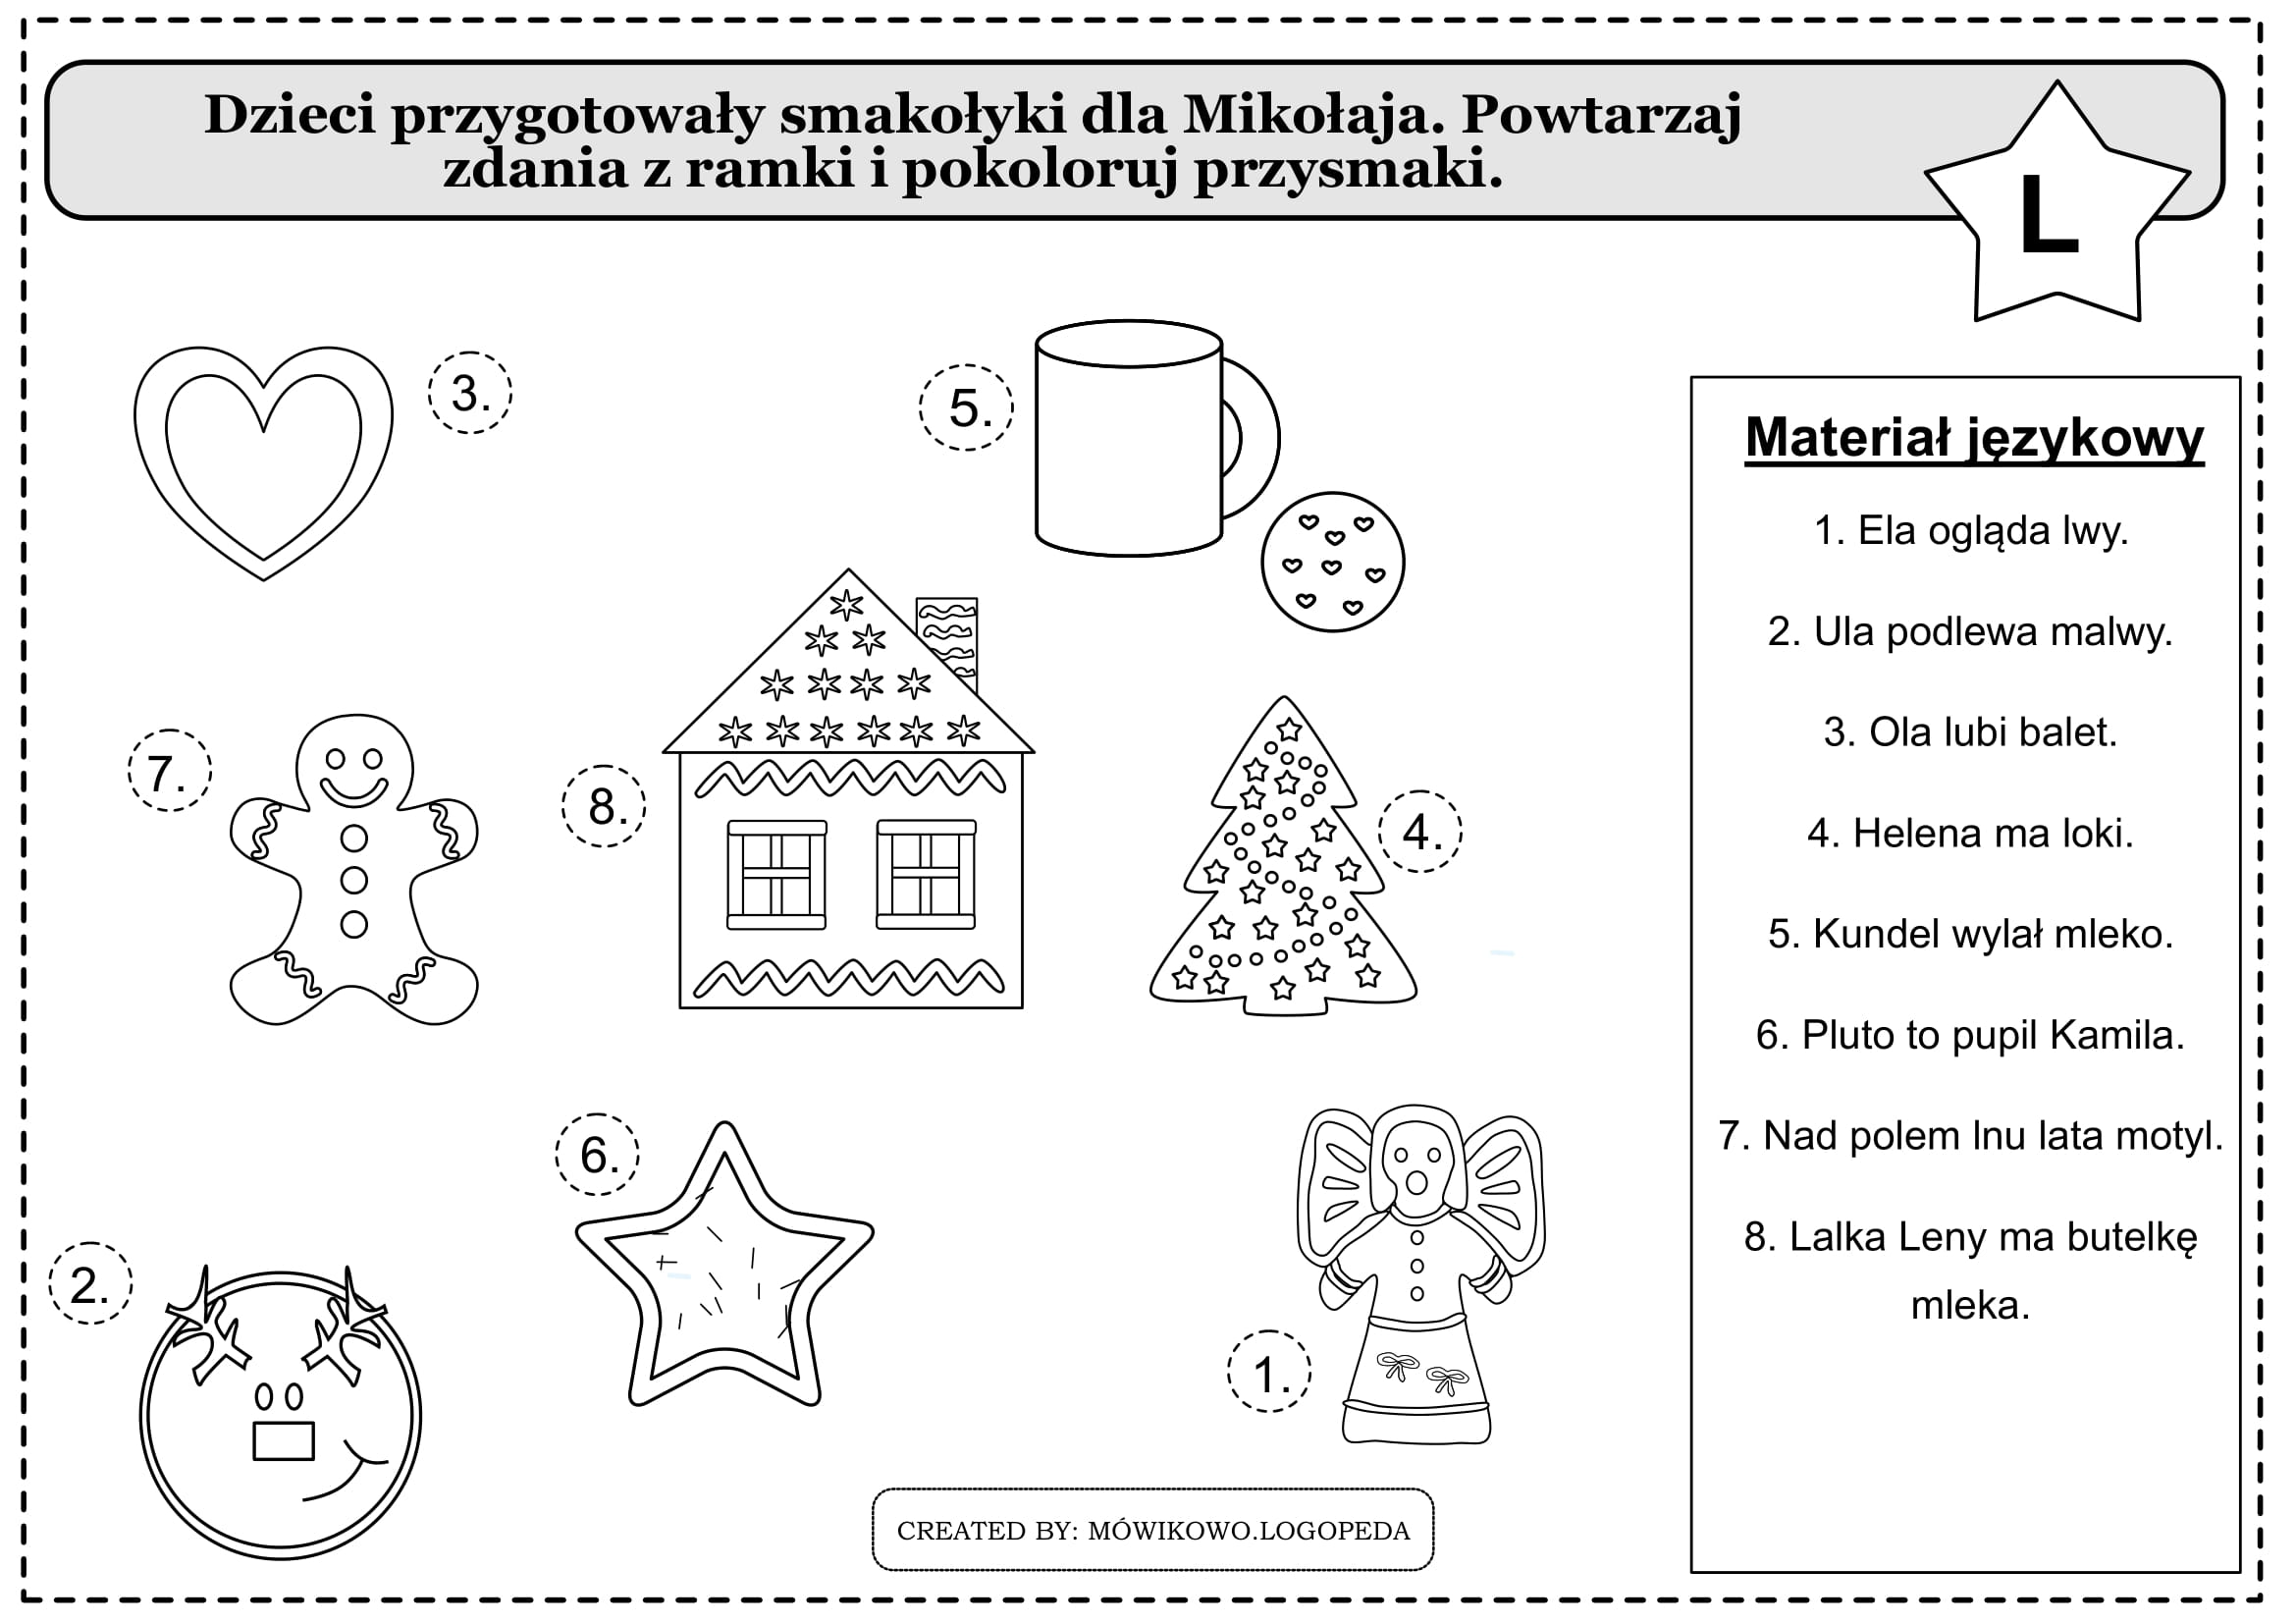 Dzieci przygotowały smakołyki dla Mikołaja. Powtarzaj
zdania z ramki i pokoloruj przysmaki.
L
3.
5.
7.
8.
4.
6.
2.
1.
Materiał językowy
1. Ela ogląda lwy.
2. Ula podlewa malwy.
3. Ola lubi balet.
4. Helena ma loki.
5. Kundel wylał mleko.
6. Pluto to pupil Kamila.
7. Nad polem lnu lata motyl.
8. Lalka Leny ma butelkę
mleka.
CREATED BY: MÓWIKOWO.LOGOPEDA